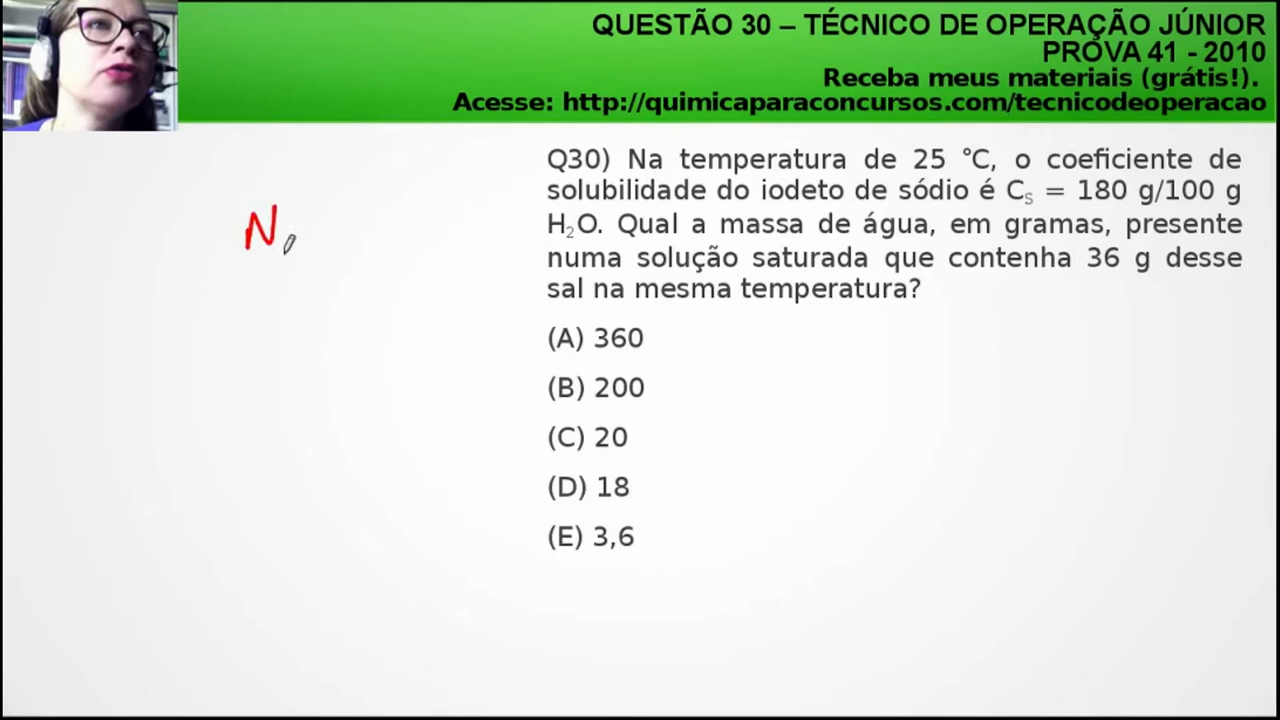 QUESTÃO 30 – TÉCNICO DE OPERAÇÃO JÚNIOR
PROVA 41 - 2010
Receba meus materiais (grátis!).
Acesse: http://quimicaparaconcursos.com/tecnicodeoperacao
N
Q30) Na temperatura de 25 °C, o coeficiente de
solubilidade do iodeto de sódio é Cₛ = 180 g/100 g
H₂O. Qual a massa de água, em gramas, presente
numa solução saturada que contenha 36 g desse
sal na mesma temperatura?
(A) 360
(B) 200
(C) 20
(D) 18
(E) 3,6